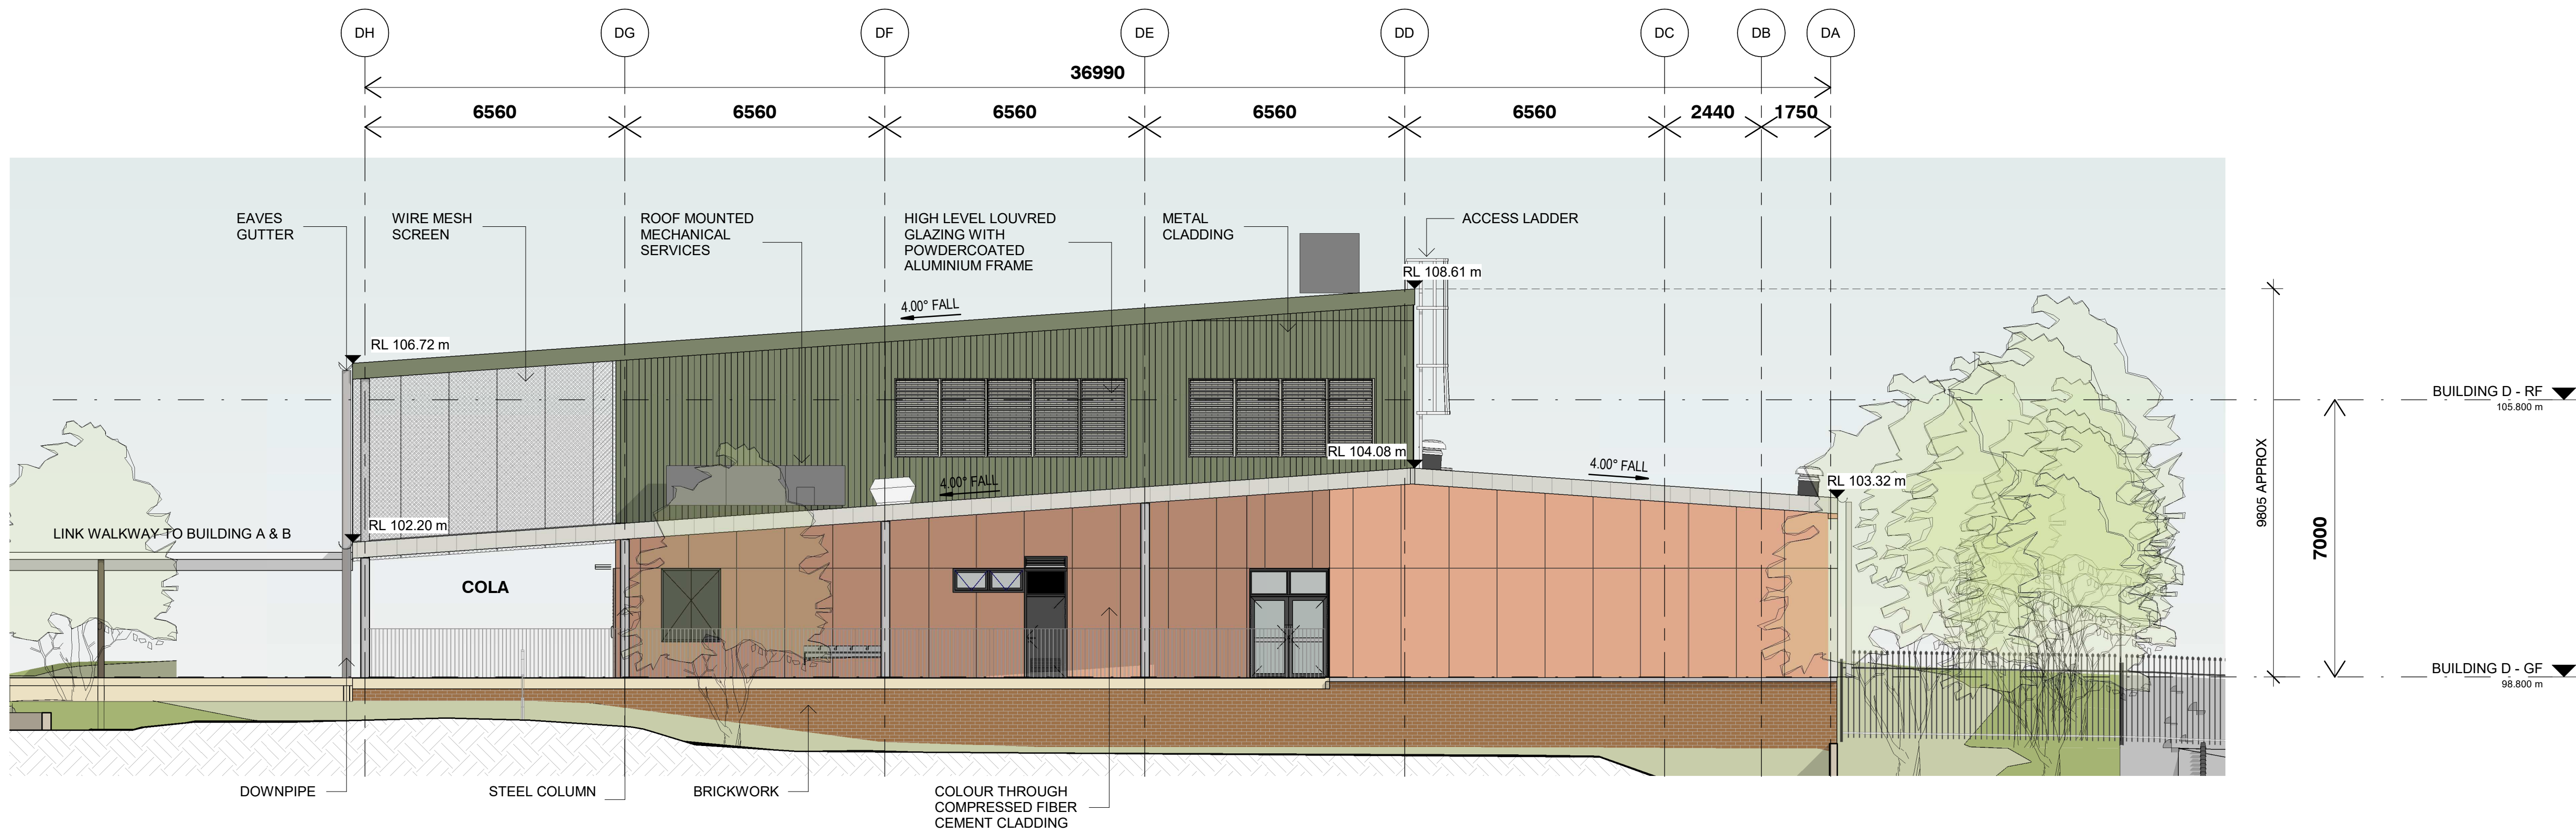 DH
DG
DF
DE
DD
DC
DB
DA
36990
6560
6560
6560
6560
6560
2440
1750
EAVES
GUTTER
WIRE MESH
SCREEN
ROOF MOUNTED
MECHANICAL
SERVICES
HIGH LEVEL LOUVRED
GLAZING WITH
POWDERCOATED
ALUMINIUM FRAME
METAL
CLADDING
ACCESS LADDER
RL 108.61 m
4.00° FALL
RL 106.72 m
BUILDING D - RF
105.800 m
RL 104.08 m
4.00° FALL
4.00° FALL
RL 103.32 m
9805 APPROX
7000
RL 102.20 m
LINK WALKWAY TO BUILDING A & B
COLA
BUILDING D - GF
98.800 m
DOWNPIPE
STEEL COLUMN
BRICKWORK
COLOUR THROUGH
COMPRESSED FIBER
CEMENT CLADDING